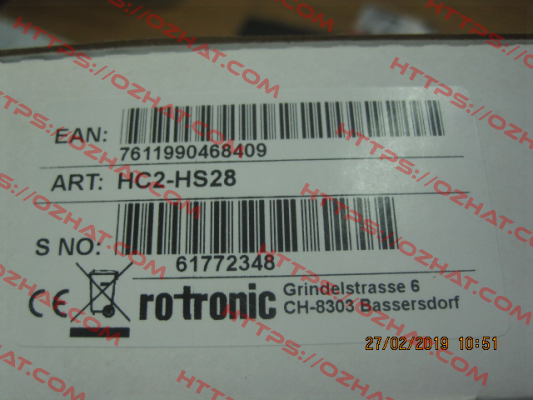 EAN:
7611990468409
ART: HC2-HS28
S NO:
61772348
CE rotronic Grindelstrasse 6
CH-8303 Bassersdorf
27/02/2019 10:51
HTTPS://OZHAT.COM